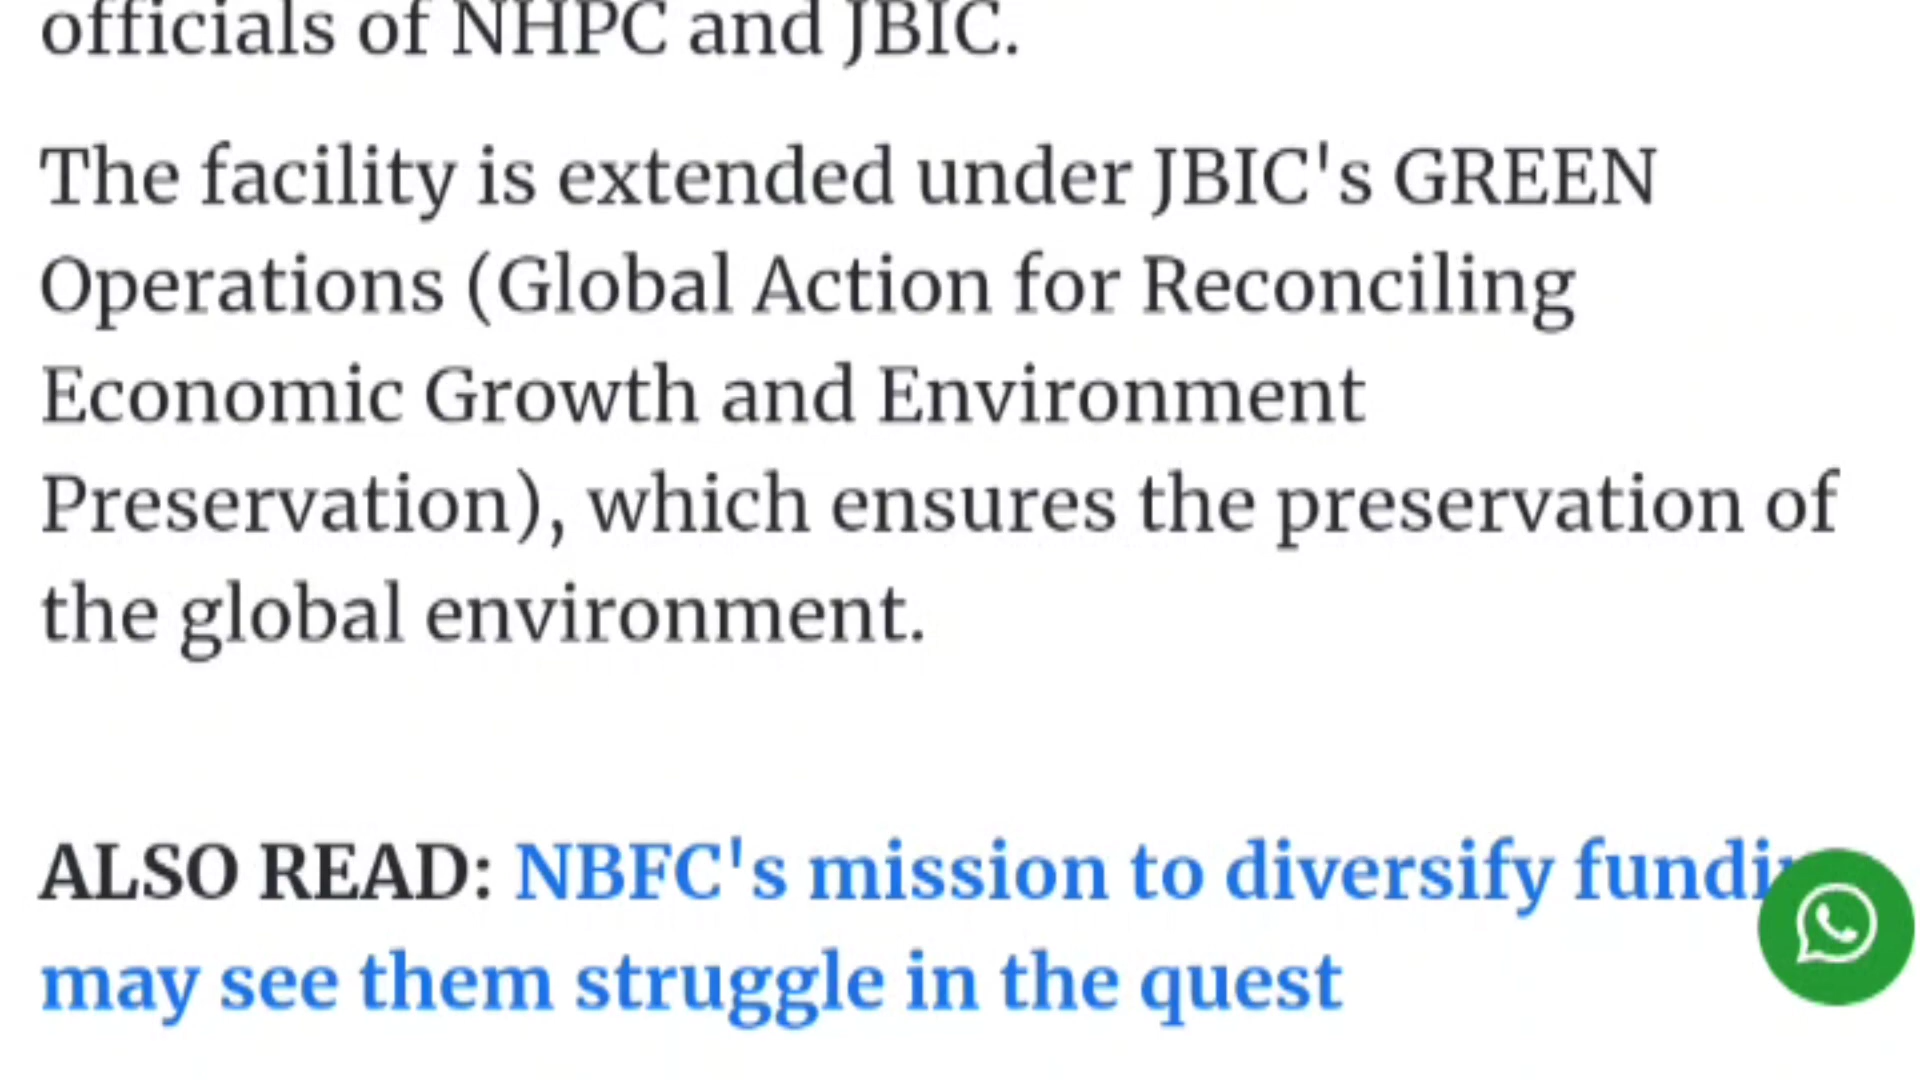 officials of NHPC and JBIC.
The facility is extended under JBIC's GREEN
Operations (Global Action for Reconciling
Economic Growth and Environment
Preservation), which ensures the preservation of
the global environment.
ALSO READ: NBFC's mission to diversify
may see them struggle in the quest